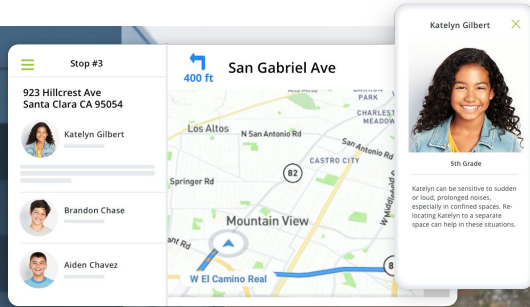 Stop #3
923 Hillcrest Ave
Santa Clara CA 95054
Katelyn Gilbert
Brandon Chase
Aiden Chavez
400 ft
San Gabriel Ave
PARK
CHARLEST
MEADOW
Los Altos
N San Antonio Rd
San Antonio Rd
CASTRO CITY
82
Springer Rd
Mountain View
ant Rd
W El Camino Real
8
Katelyn Gilbert
5th Grade
Katelyn can be sensitive to sudden
or loud, prolonged noises,
especially in confined spaces. Re-
locating Katelyn to a separate
space can help in these situations.